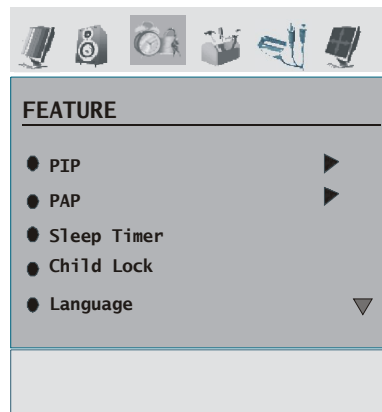 FEATURE
PIP
PAP
Sleep Timer
Child Lock
Language